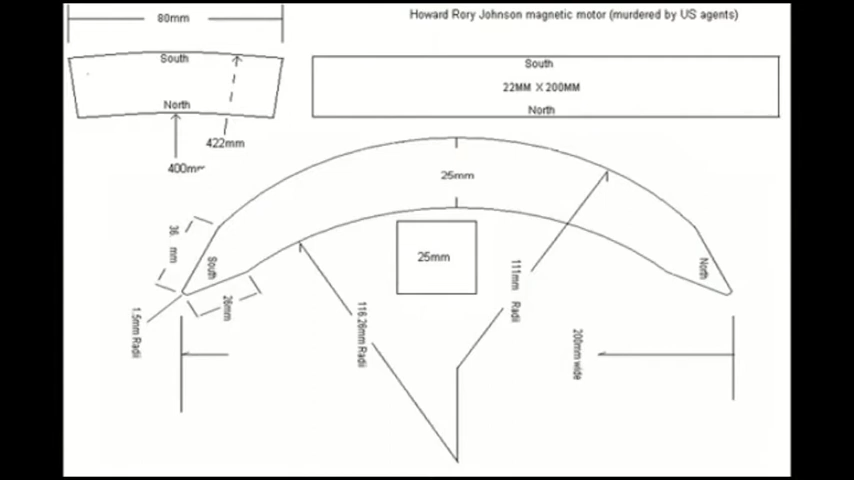 Howard Rory Johnson magnetic motor (murdered by US agents)
80mm
South
North
422mm
400mm
South
22MM X 200MM
North
25mm
36 mm
South
26mm
1.5mm Radii
25mm
116.26mm Radii
111mm Radii
North
200mm wide